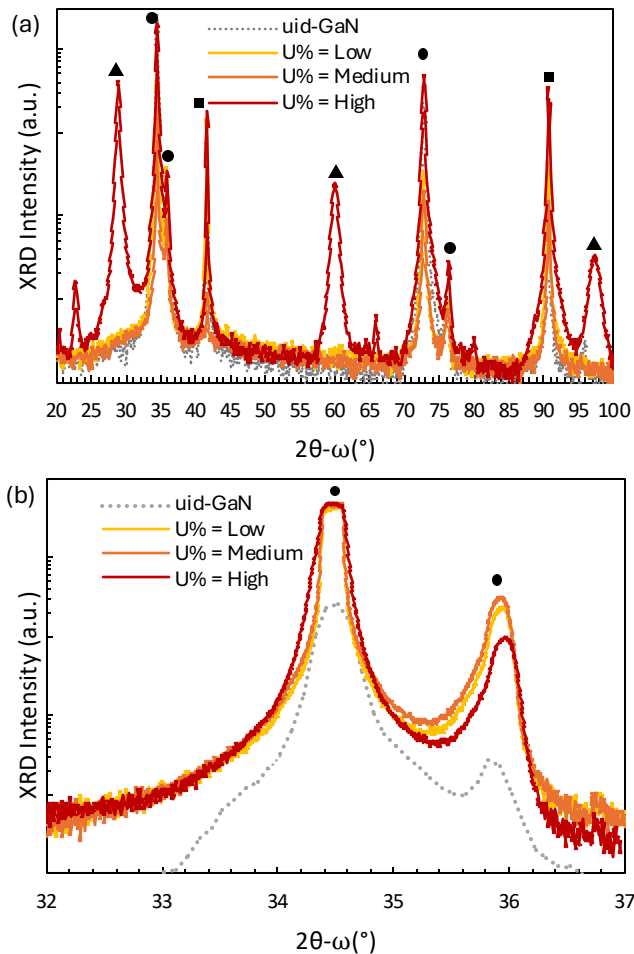 (a)
uid-GaN
U% = Low
U% = Medium
U% = High
XRD Intensity (a.u.)
20 25 30 35 40 45 50 55 60 65 70 75 80 85 90 95 100
2θ-ω(°)
(b)
uid-GaN
U% = Low
U% = Medium
U% = High
XRD Intensity (a.u.)
32 33 34 35 36 37
2θ-ω(°)